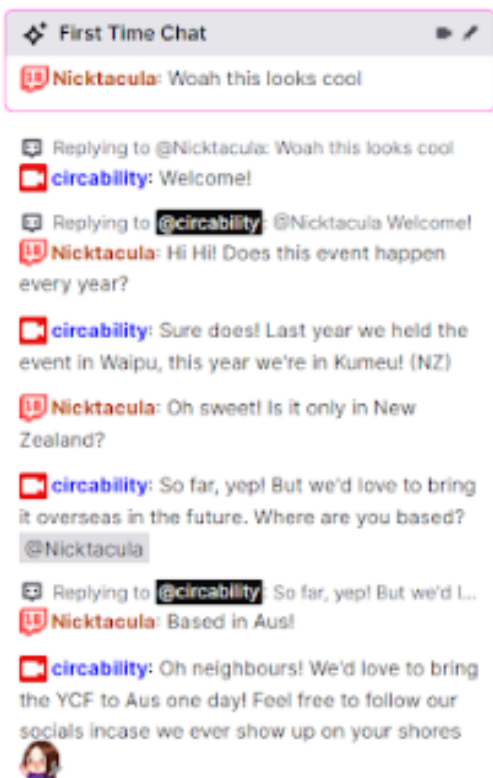 First Time Chat
Nicktacula: Woah this looks cool
Replying to @Nicktacula: Woah this looks cool
circability: Welcome!
Replying to @circability: @Nicktacula Welcome!
Nicktacula: Hi Hi! Does this event happen
every year?
circability: Sure does! Last year we held the
event in Waipu, this year we're in Kumeu! (NZ)
Nicktacula: Oh sweet! Is it only in New
Zealand?
circability: So far, yep! But we'd love to bring
it overseas in the future. Where are you based?
@Nicktacula
Replying to @circability: So far, yep! But we'd l...
Nicktacula: Based in Aus!
circability: Oh neighbours! We'd love to bring
the YCF to Aus one day! Feel free to follow our
socials incase we ever show up on your shores